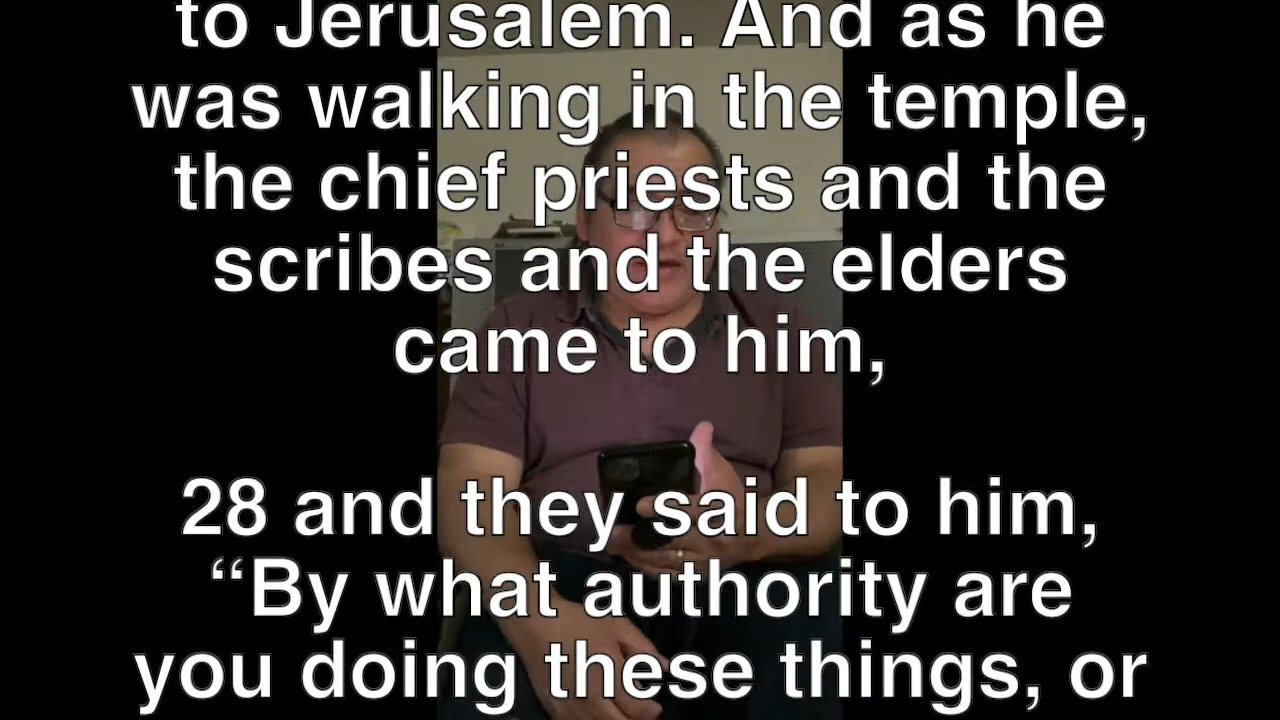 to Jerusalem. And as he
was walking in the temple,
the chief priests and the
scribes and the elders
came to him,
28 and they said to him,
“By what authority are
you doing these things, or